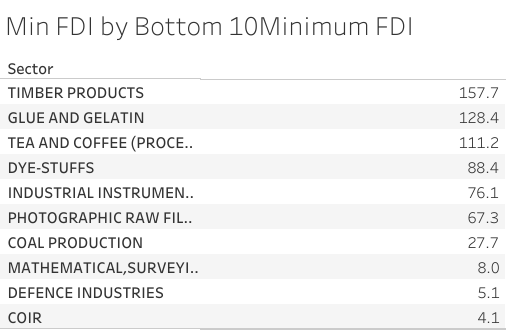 Min FDI by Bottom 10Minimum FDI
Sector
TIMBER PRODUCTS 157.7
GLUE AND GELATIN 128.4
TEA AND COFFEE (PROCE.. 111.2
DYE-STUFFS 88.4
INDUSTRIAL INSTRUMEN.. 76.1
PHOTOGRAPHIC RAW FIL.. 67.3
COAL PRODUCTION 27.7
MATHEMATICAL,SURVEYI.. 8.0
DEFENCE INDUSTRIES 5.1
COIR 4.1